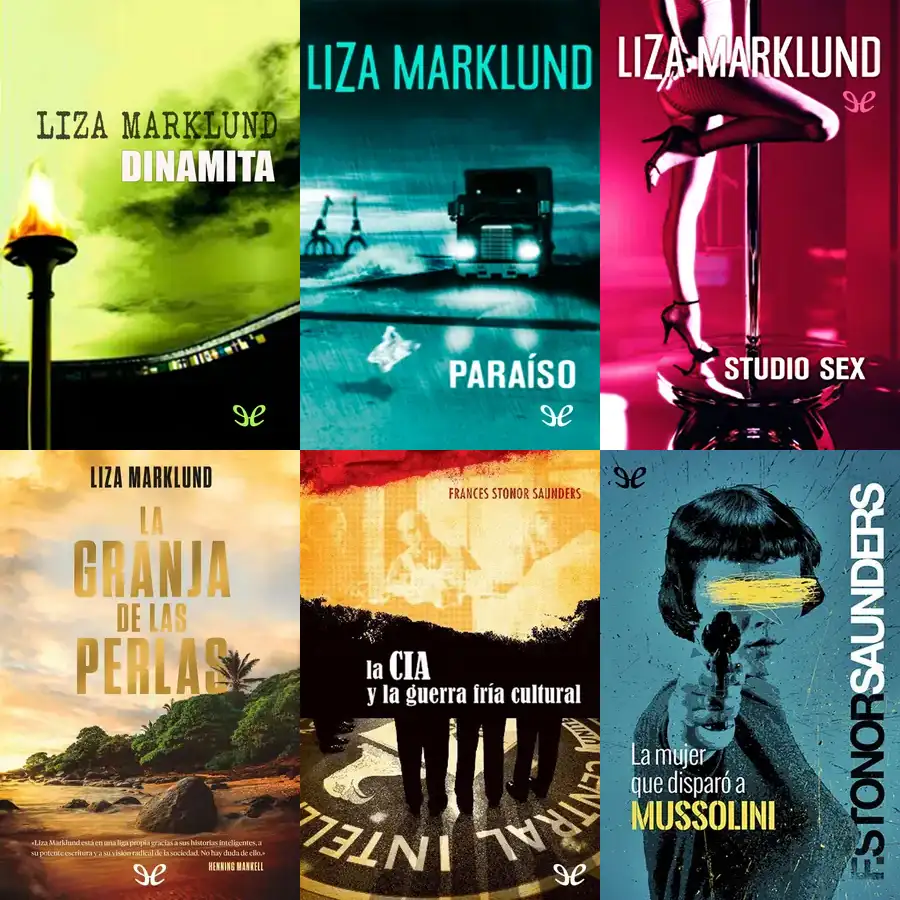 LIZA MARKLUND
DINAMITA
LIZA MARKLUND
PARAÍSO
LIZA MARKLUND
STUDIO SEX
LIZA MARKLUND
LA
GRANJA
DE LAS
PERLAS
«Liza Marklund está en una liga propia gracias a sus historias inteligentes, a
su potente escritura y a su visión radical de la sociedad. No hay duda de ello.»
HENNING MANKELL
FRANCES STONOR SAUNDERS
la CIA
y la guerra fría cultural
CENTRAL INTELL
F.STONORSAUNDERS
La mujer
que disparó a
MUSSOLINI